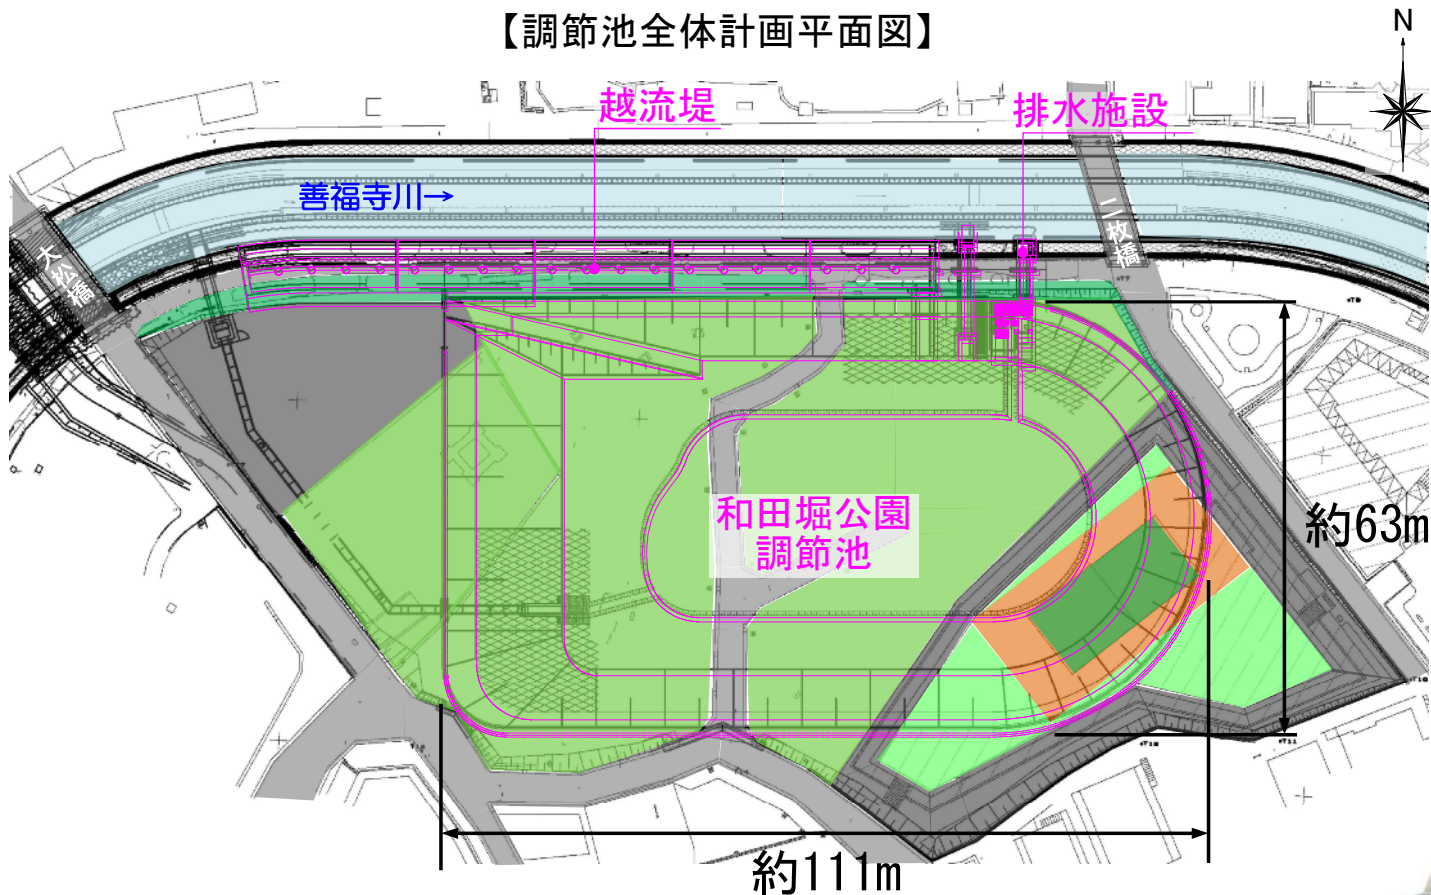 【調節池全体計画平面図】
N
越流堤
排水施設
善福寺川→
大松橋
二枚橋
和田堀公園
調節池
約63m
約111m